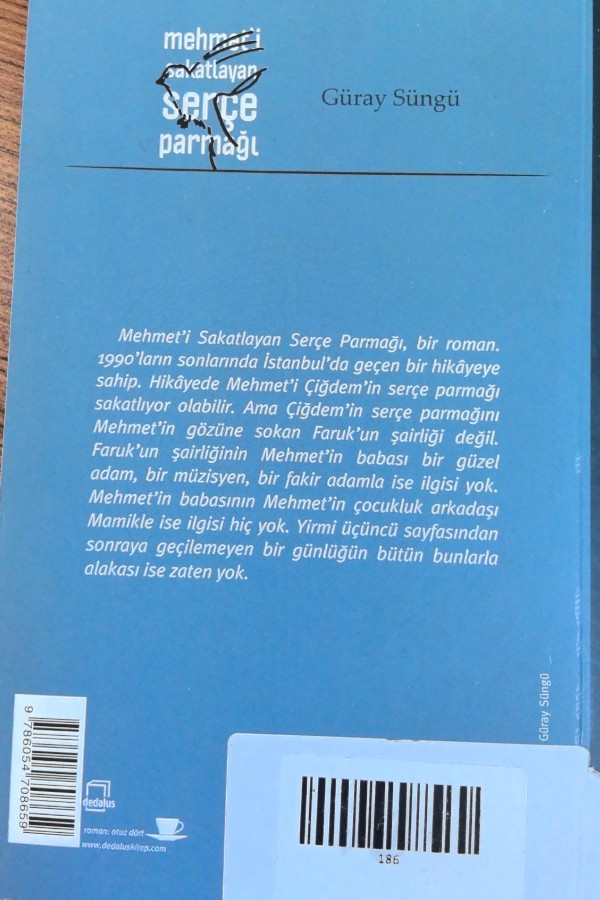 mehmet'i
sakatlayan
serçe
parmağı
Güray Süngü
Mehmet'i Sakatlayan Serçe Parmağı, bir roman.
1990'ların sonlarında İstanbul'da geçen bir hikâyeye
sahip. Hikâyede Mehmet'i Çiğdem'in serçe parmağı
sakatlıyor olabilir. Ama Çiğdem'in serçe parmağını
Mehmet'in gözüne sokan Faruk'un şairliği değil.
Faruk'un şairliğinin Mehmet'in babası bir güzel
adam, bir müzisyen, bir fakir adamla ise ilgisi yok.
Mehmet'in babasının Mehmet'in çocukluk arkadaşı
Mamikle ise ilgisi hiç yok. Yirmi üçüncü sayfasından
sonraya geçilemeyen bir günlüğün bütün bunlarla
alakası ise zaten yok.
Güray Süngü
9 786054 708659
dedalus
roman: otuz dört
www.dedaluskitap.com
186